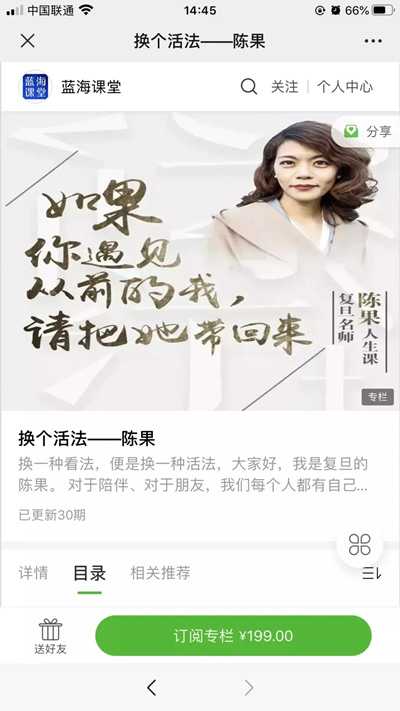 中国联通
14:45
66%
换个活法——陈果
蓝海
课堂
蓝海课堂
关注
个人中心
分享
如果
你遇见
从前的我，
请把她带回来
陈果人生课
复旦名师
专栏
换个活法——陈果
换一种看法，便是换一种活法，大家好，我是复旦的
陈果。 对于陪伴、对于朋友，我们每个人都有自己...
已更新30期
详情
目录
相关推荐
送好友
订阅专栏 ¥199.00